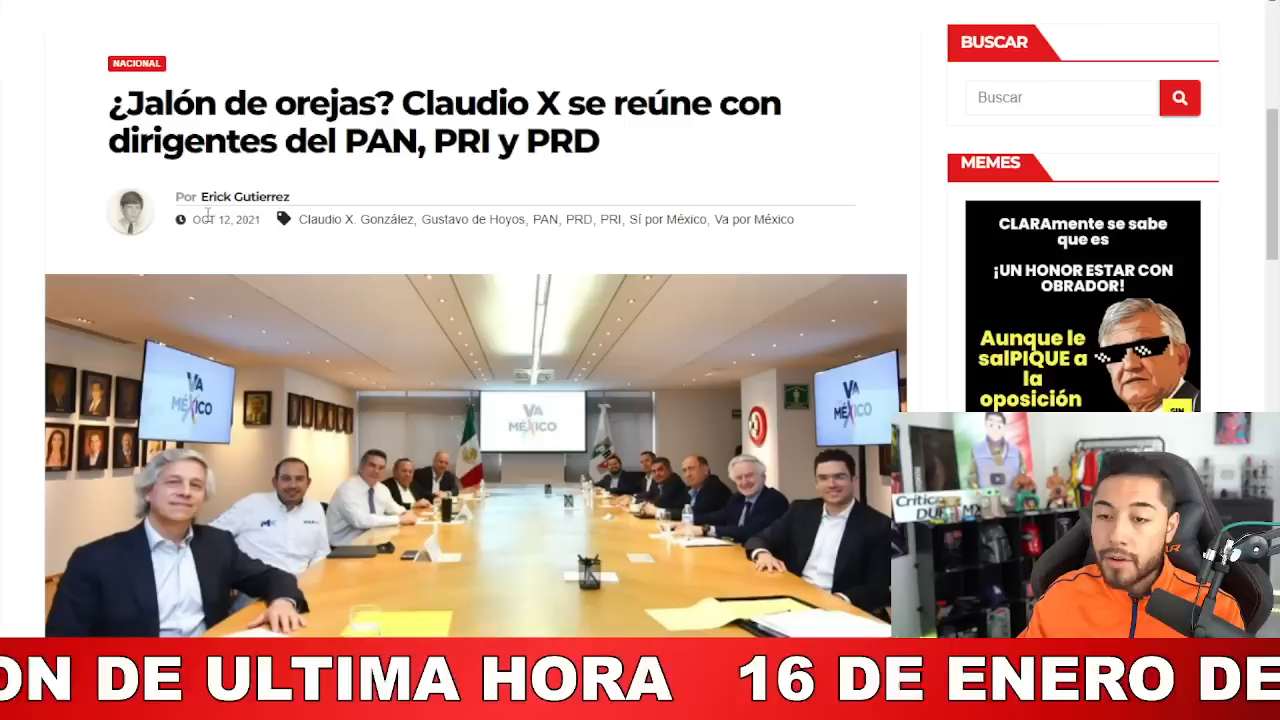 NACIONAL
¿Jalón de orejas? Claudio X se reúne con
dirigentes del PAN, PRI y PRD
Por Erick Gutierrez
OCT 12, 2021
Claudio X. González, Gustavo de Hoyos, PAN, PRD, PRI, Sí por México, Va por México
BUSCAR
Buscar
MEMES
CLARAmente se sabe
que es
¡UN HONOR ESTAR CON
OBRADOR!
Aunque le
salPIQUE a
la
oposición
SIN
VA
MÉXICO
VA
MÉXICO
VA
MÉXICO
Crítica
ON DE ULTIMA HORA 16 DE ENERO DE